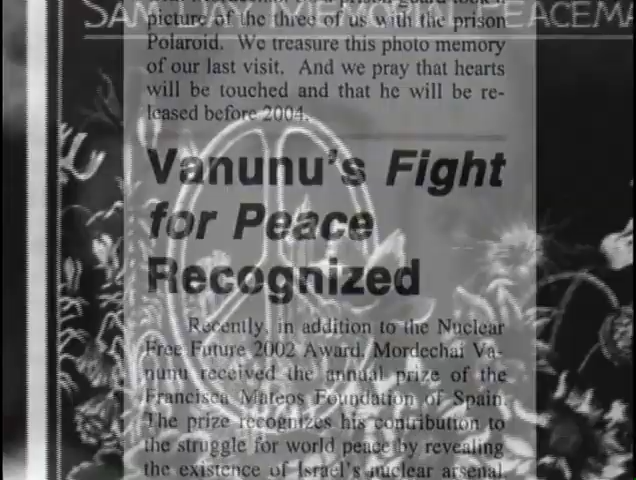 picture of the three of us with the prison
Polaroid. We treasure this photo memory
of our last visit. And we pray that hearts
will be touched and that he will be re-
leased before 2004.
Vanunu's Fight
for Peace
Recognized
Recently, in addition to the Nuclear
Free Future 2002 Award, Mordechai Va-
nunu received the annual prize of the
Francisca Mateos Foundation of Spain.
The prize recognizes his contribution to
the struggle for world peace by revealing
the existence of Israel's nuclear arsenal.